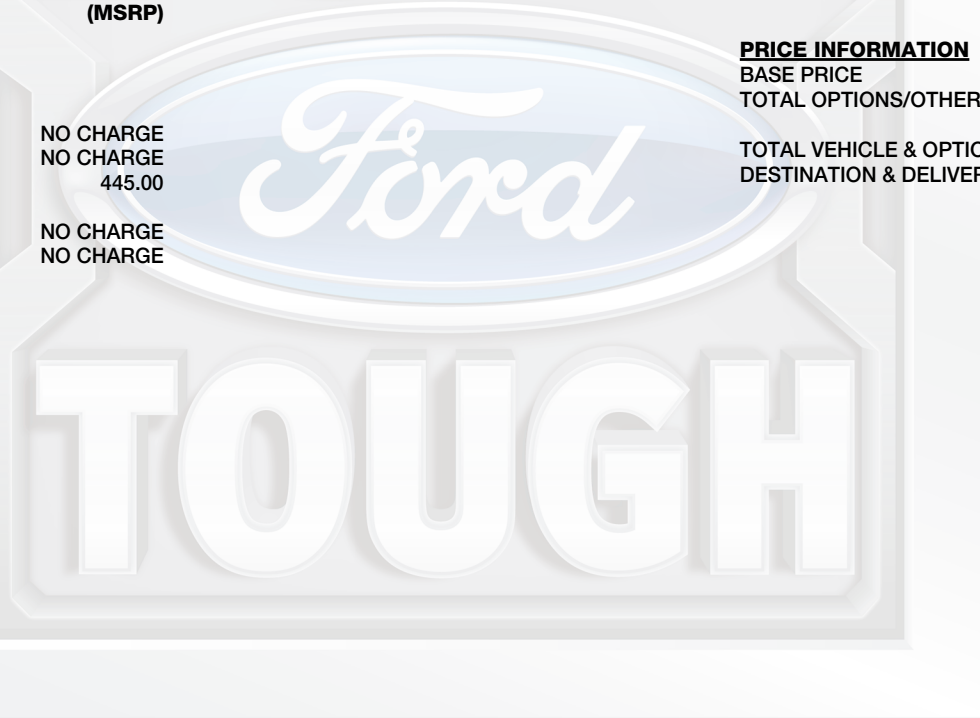 (MSRP)
NO CHARGE
NO CHARGE
445.00
NO CHARGE
NO CHARGE
PRICE INFORMATION
BASE PRICE
TOTAL OPTIONS/OTHER
TOTAL VEHICLE & OPTIO
DESTINATION & DELIVER
Ford
TOUGH